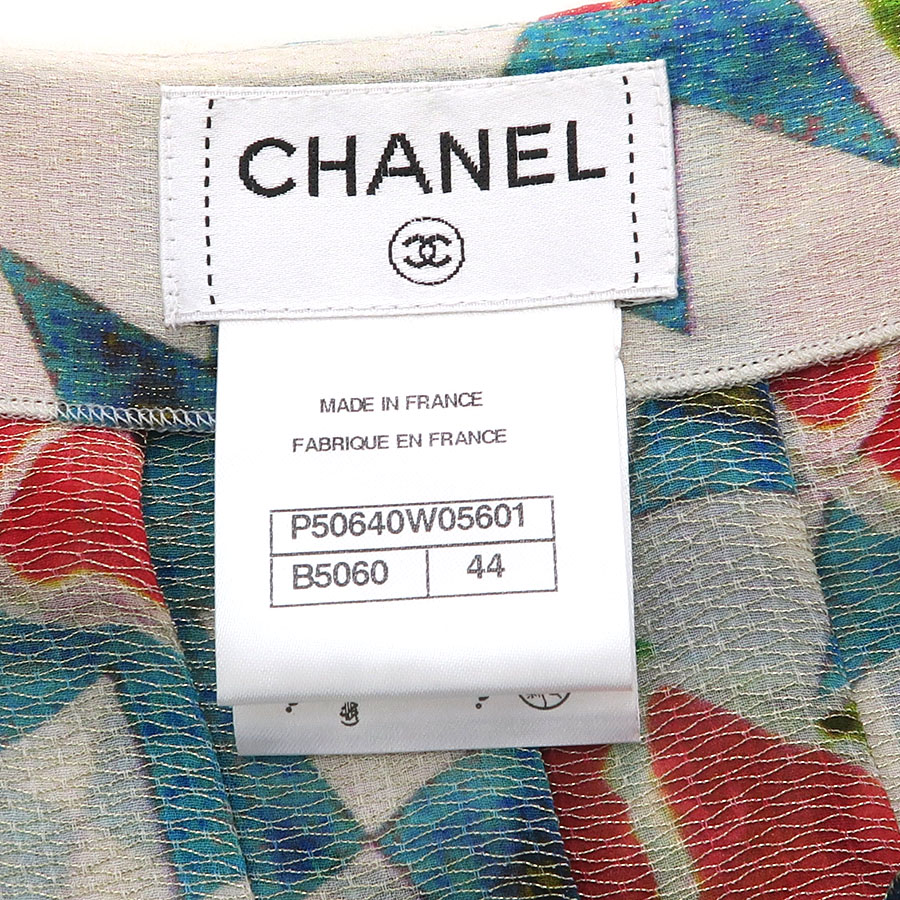 CHANEL
MADE IN FRANCE
FABRIQUE EN FRANCE
P50640W05601
B5060 44